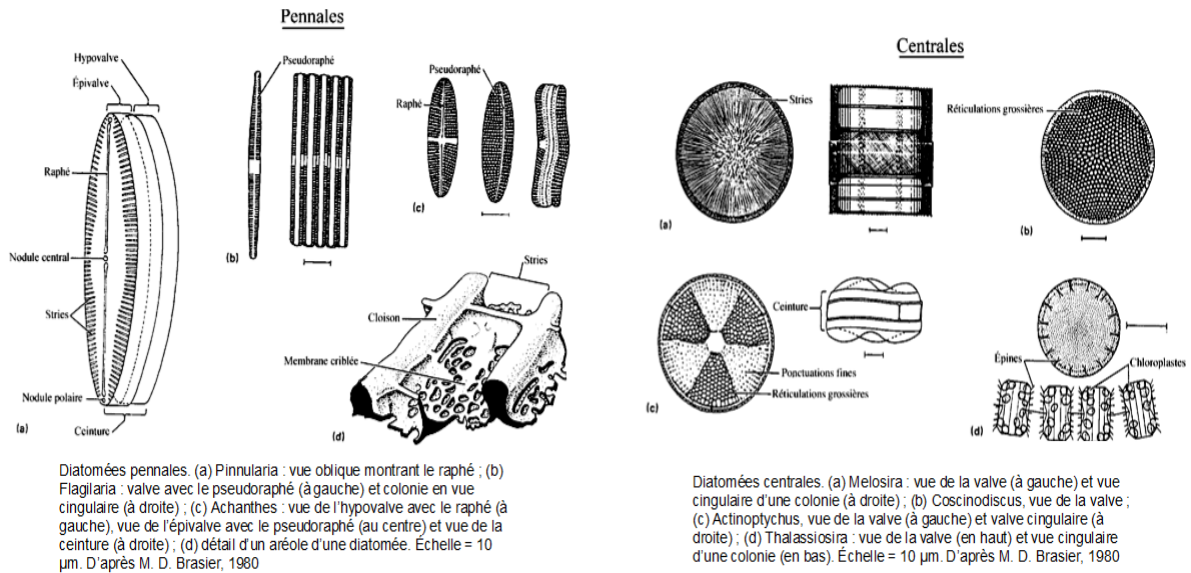 Pennales
Hypovalve
Épivalve
Raphé
Nodule central
Stries
Nodule polaire
Ceinture
(a)
Pseudoraphé
(b)
Pseudoraphé
Raphé
(c)
Stries
Cloison
Membrane criblée
(d)
Diatomées pennales. (a) Pinnularia : vue oblique montrant le raphé ; (b)
Flagilaria : valve avec le pseudoraphé (à gauche) et colonie en vue
cingulaire (à droite) ; (c) Achanthes : vue de l'hypovalve avec le raphé (à
gauche), vue de l'épivalve avec le pseudoraphé (au centre) et vue de la
ceinture (à droite) ; (d) détail d'un aréole d'une diatomée. Échelle = 10
µm. D'après M. D. Brasier, 1980
Centrales
Stries
(a)
Réticulations grossières
(b)
Ceinture
Ponctuations fines
Réticulations grossières
(c)
Épines
Chloroplastes
(d)
Diatomées centrales. (a) Melosira : vue de la valve (à gauche) et vue
cingulaire d'une colonie (à droite) ; (b) Coscinodiscus, vue de la valve ;
(c) Actinoptychus, vue de la valve (à gauche) et valve cingulaire (à
droite) ; (d) Thalassiosira : vue de la valve (en haut) et vue cingulaire
d'une colonie (en bas). Échelle = 10 µm. D'après M. D. Brasier, 1980